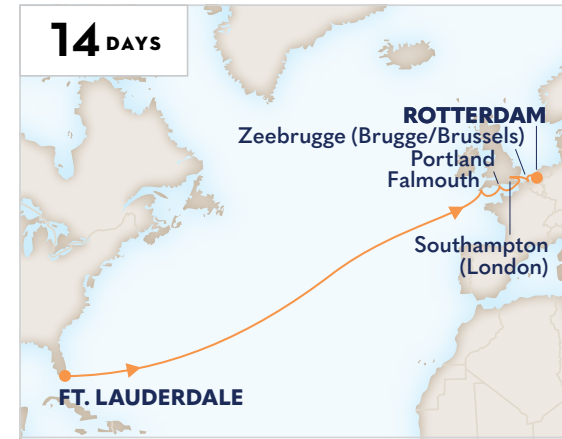 14 DAYS
ROTTERDAM
Zeebrugge (Brugge/Brussels)
Portland
Falmouth
Southampton
(London)
FT. LAUDERDALE